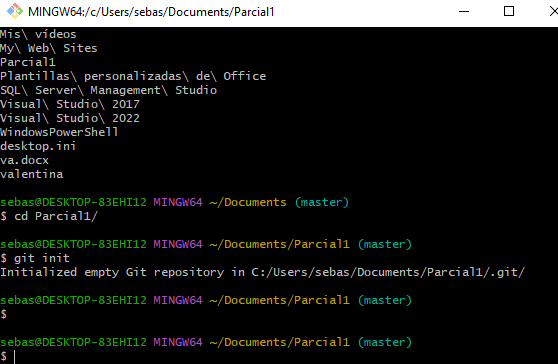 MINGW64:/c/Users/sebas/Documents/Parcial1
Mis\ vídeos
My\ Web\ Sites
Parcial1
Plantillas\ personalizadas\ de\ Office
SQL\ Server\ Management\ Studio
Visual\ Studio\ 2017
Visual\ Studio\ 2022
WindowsPowerShell
desktop.ini
va.docx
valentina
sebas@DESKTOP-83EHI12 MINGW64 ~/Documents (master)
$ cd Parcial1/
sebas@DESKTOP-83EHI12 MINGW64 ~/Documents/Parcial1 (master)
$ git init
Initialized empty Git repository in C:/Users/sebas/Documents/Parcial1/.git/
sebas@DESKTOP-83EHI12 MINGW64 ~/Documents/Parcial1 (master)
$
sebas@DESKTOP-83EHI12 MINGW64 ~/Documents/Parcial1 (master)
$